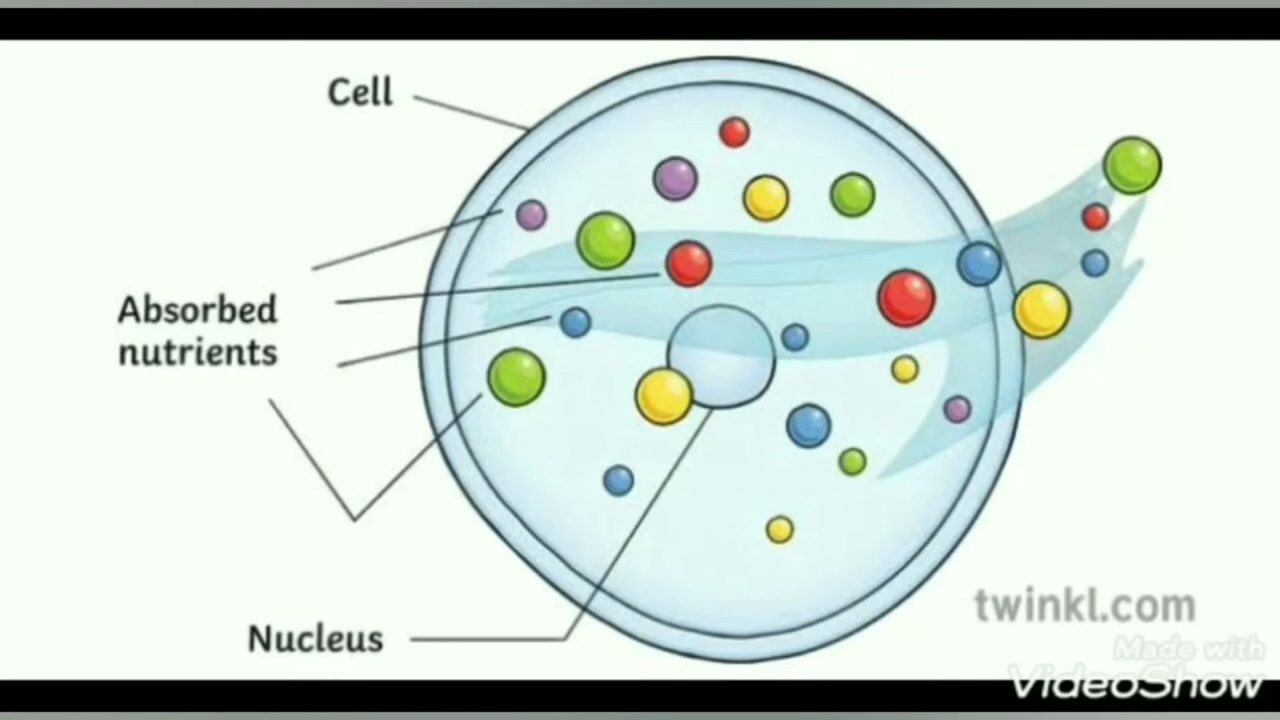 Cell
Absorbed
nutrients
Nucleus
twinkl.com
Made with
VideoShow